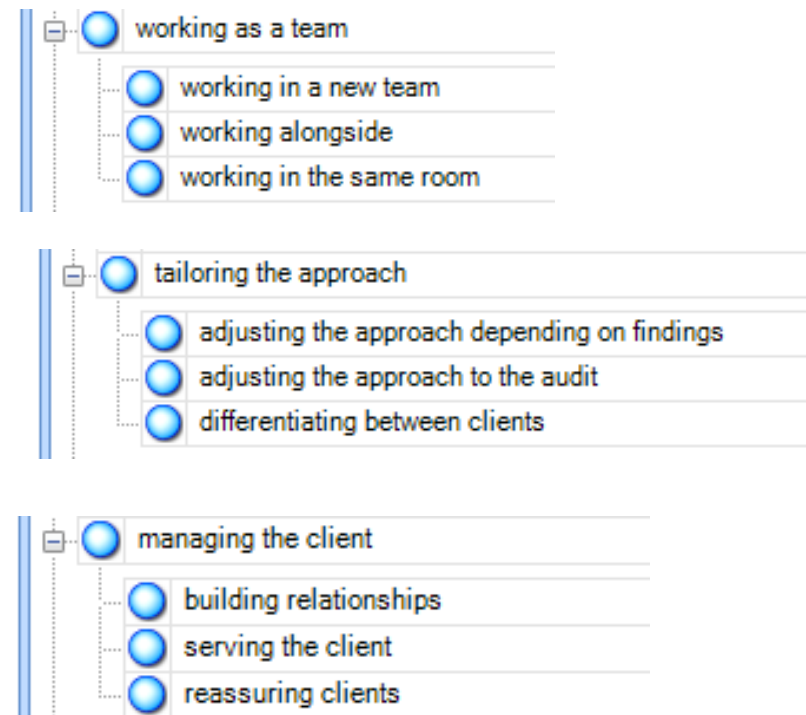 working as a team
working in a new team
working alongside
working in the same room
tailoring the approach
adjusting the approach depending on findings
adjusting the approach to the audit
differentiating between clients
managing the client
building relationships
serving the client
reassuring clients